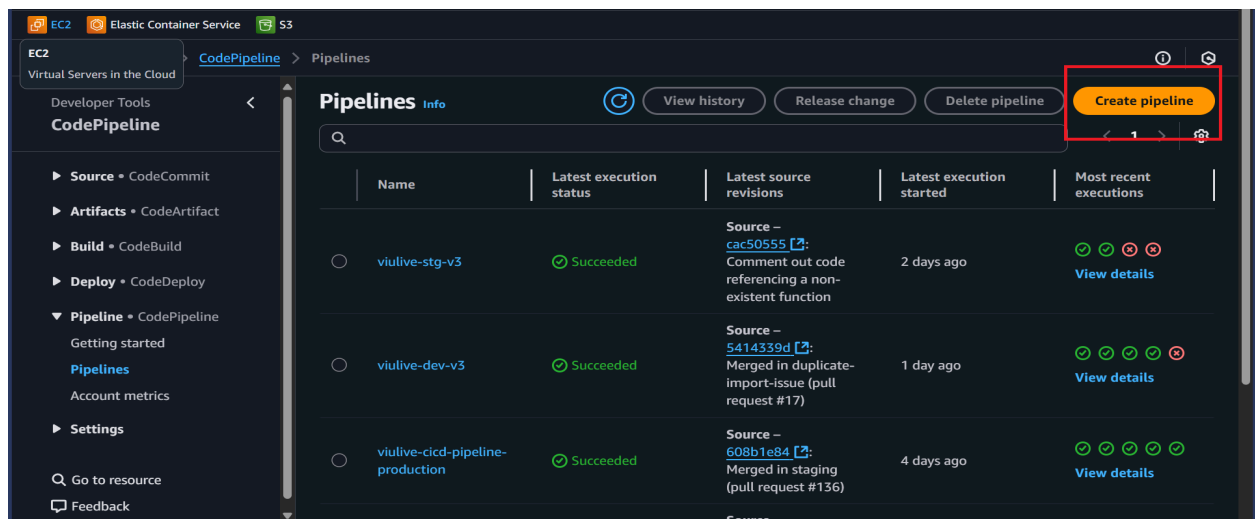 EC2 Elastic Container Service S3
EC2
Virtual Servers in the Cloud
CodePipeline > Pipelines
Developer Tools
CodePipeline
Source • CodeCommit
Artifacts • CodeArtifact
Build • CodeBuild
Deploy • CodeDeploy
Pipeline • CodePipeline
Getting started
Pipelines
Account metrics
Settings
Go to resource
Feedback
Pipelines Info
View history
Release change
Delete pipeline
Create pipeline
< 1 >
Name
Latest execution
status
Latest source
revisions
Latest execution
started
Most recent
executions
viulive-stg-v3
Succeeded
Source –
cac50555 :
Comment out code
referencing a non-
existent function
2 days ago
View details
viulive-dev-v3
Succeeded
Source –
5414339d :
Merged in duplicate-
import-issue (pull
request #17)
1 day ago
View details
viulive-cicd-pipeline-
production
Succeeded
Source –
608b1e84 :
Merged in staging
(pull request #136)
4 days ago
View details